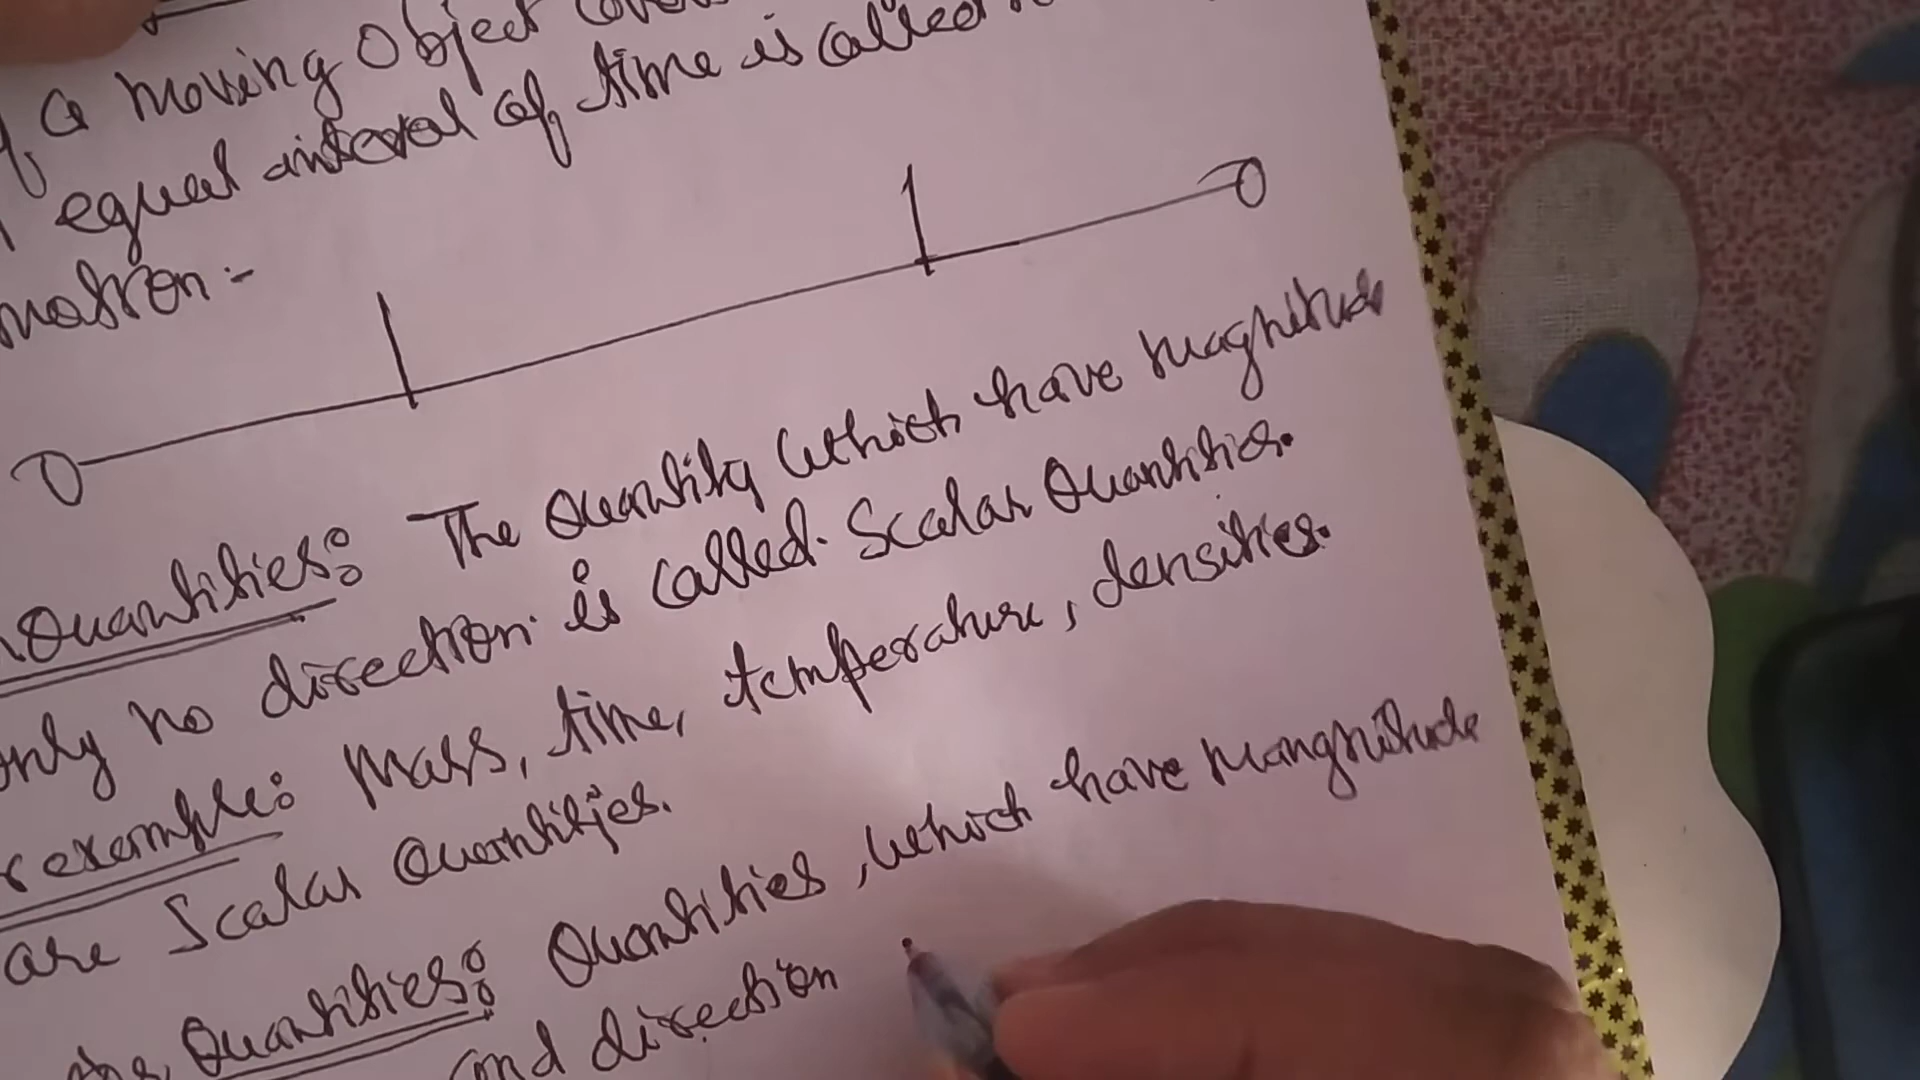 a moving Object
equal interval of time is called
The Quantity which have magnitude
Quantities:
only no direction is called Scalar Quantities.
example: Mass, time, temperature, densities.
are Scalar Quantities.
Quantities: Quantities, which have mangnitude
and direction